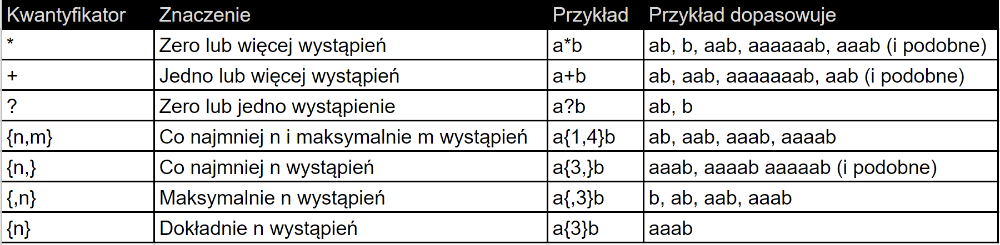 Kwantyfikator Znaczenie Przykład Przykład dopasowuje
* Zero lub więcej wystąpień a*b ab, b, aab, aaaaaab, aaab (i podobne)
+ Jedno lub więcej wystąpień a+b ab, aab, aaaaaaab, aab (i podobne)
? Zero lub jedno wystąpienie a?b ab, b
{n,m} Co najmniej n i maksymalnie m wystąpień a{1,4}b ab, aab, aaab, aaaab
{n,} Co najmniej n wystąpień a{3,}b aaab, aaaab aaaaab (i podobne)
{,n} Maksymalnie n wystąpień a{,3}b b, ab, aab, aaab
{n} Dokładnie n wystąpień a{3}b aaab